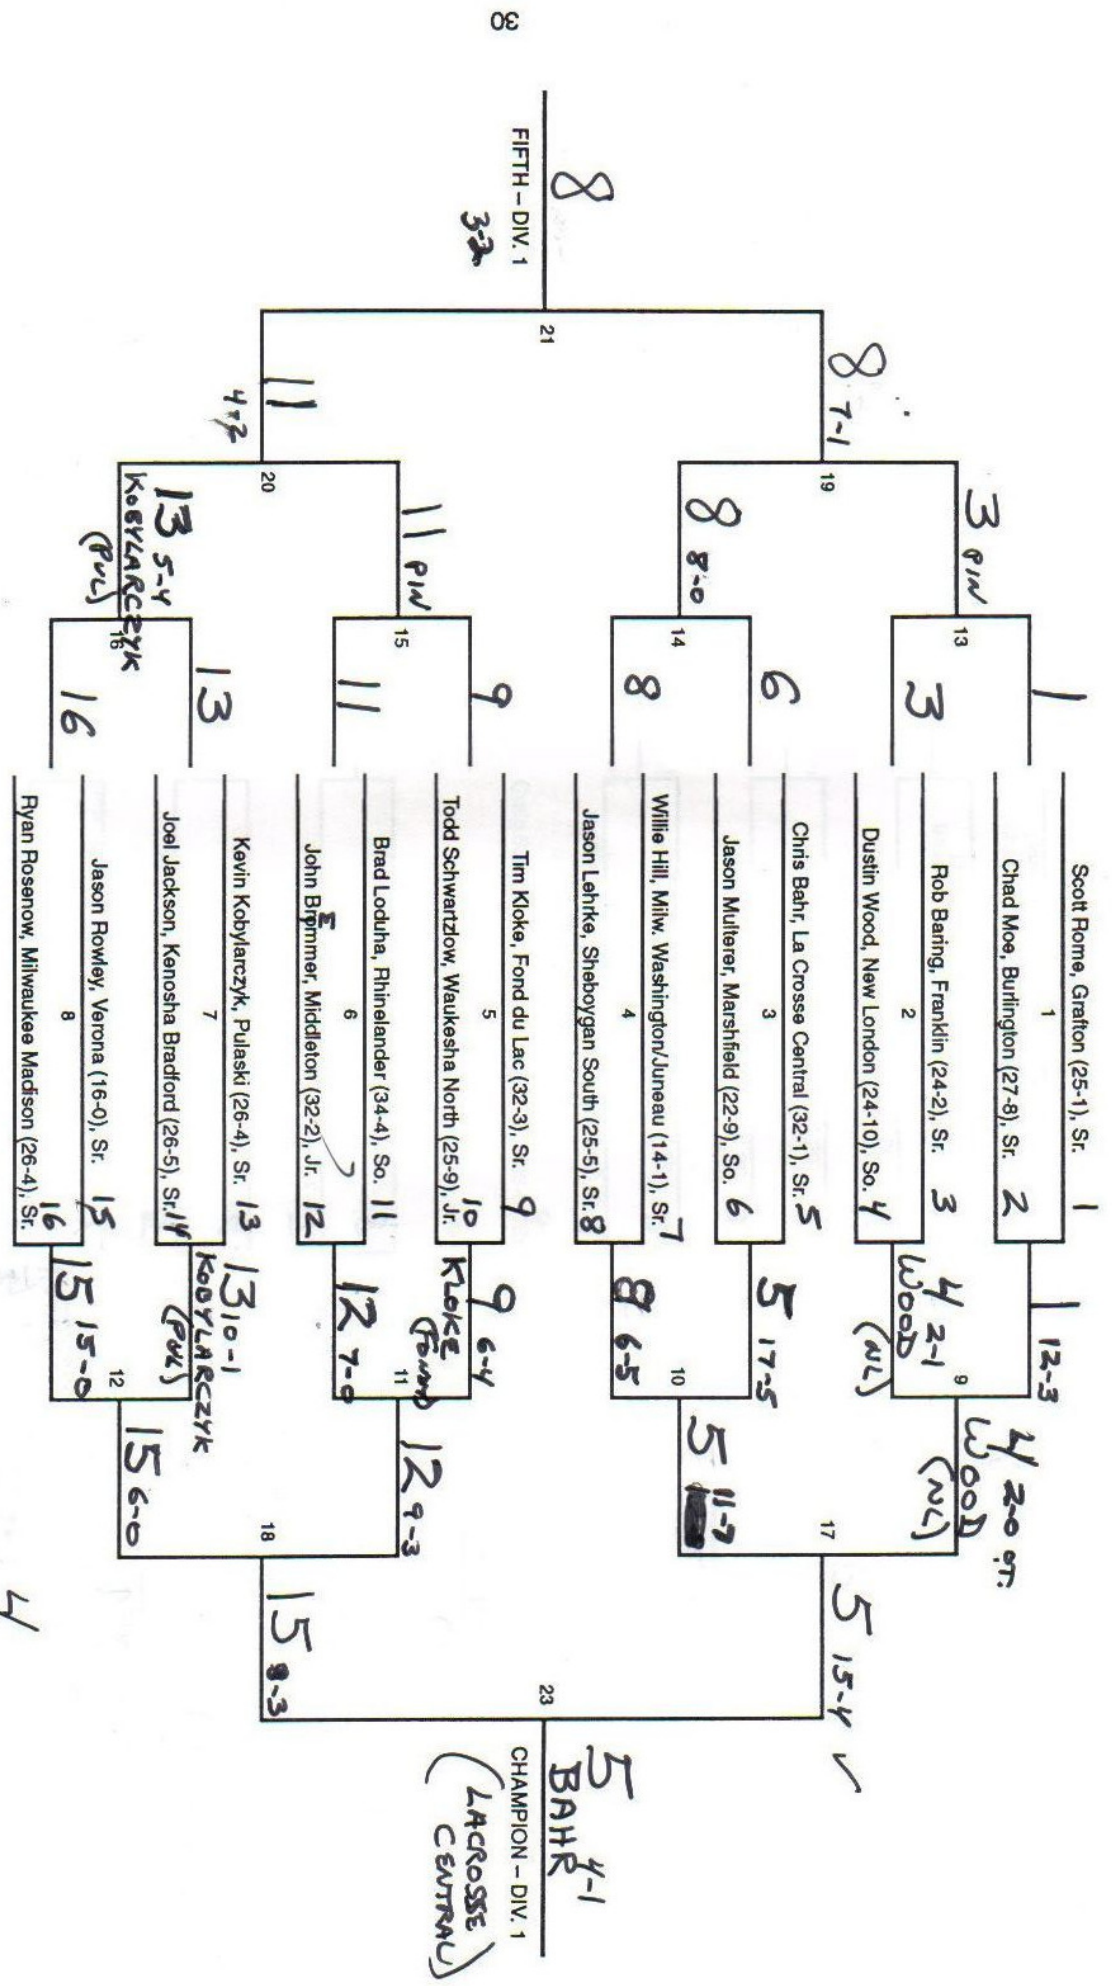 30
8
FIFTH – DIV. 1
3-2
21
8 7-1
11
4-2
19
20
3 PIN
8 8-0
11 PIN
13 5-4
KOBYLARCZYK
(PUL)
13
14
15
16
1
3
6
8
9
11
13
16
Scott Rome, Grafton (25-1), Sr. 1
1
Chad Moe, Burlington (27-8), Sr. 2
Rob Baring, Franklin (24-2), Sr. 3
2
Dustin Wood, New London (24-10), So. 4
Chris Bahr, La Crosse Central (32-1), Sr. 5
3
Jason Multerer, Marshfield (22-9), So. 6
Willie Hill, Milw. Washington/Juneau (14-1), Sr. 7
4
Jason Lehrke, Sheboygan South (25-5), Sr. 8
Tim Kloke, Fond du Lac (32-3), Sr. 9
5
Todd Schwartzlow, Waukesha North (25-9), Jr. 10
Brad Loduha, Rhinelander (34-4), So. 11
6
John Bremmer, Middleton (32-2), Jr. 12
Kevin Kobylarczyk, Pulaski (26-4), Sr. 13
7
Joel Jackson, Kenosha Bradford (26-5), Sr. 14
Jason Rowley, Verona (16-0), Sr. 15
8
Ryan Rosenow, Milwaukee Madison (26-4), Sr. 16
1 12-3
4 2-1
WOOD
(NL)
5 17-5
8 6-5
9 6-4
KLOKE
(FOND)
12 7-0
13 10-1
KOBYLARCZYK
(PUL)
15 15-0
9
10
11
12
4 2-0 OT.
WOOD
(NL)
5 11-7
12 9-3
15 6-0
17
18
5 15-4 ✓
15 8-3
23
5
BAHR 4-1
CHAMPION – DIV. 1
(LACROSSE
CENTRAL)
4